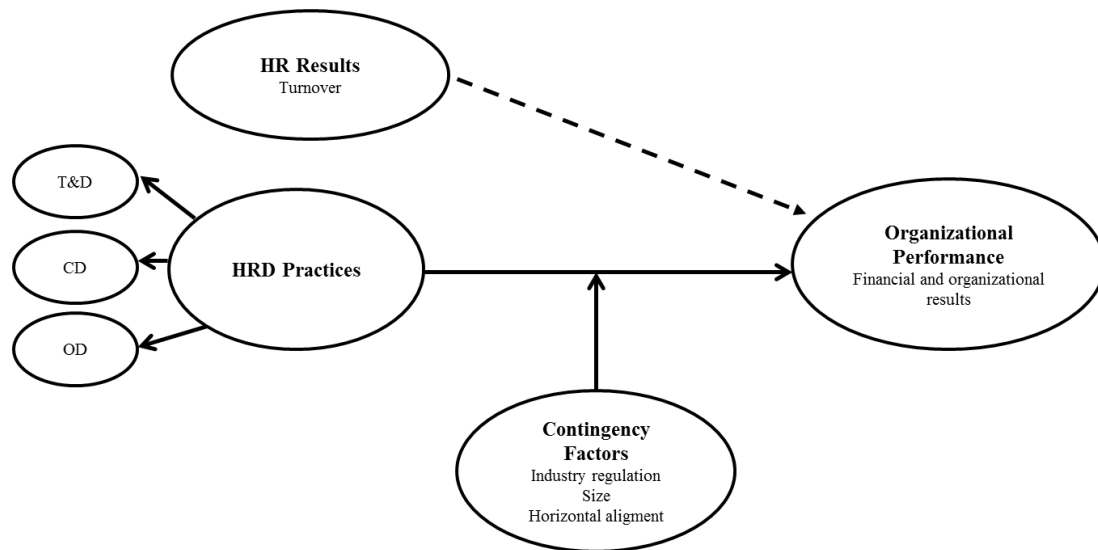 HR Results
Turnover
T&D
CD
OD
HRD Practices
Organizational
Performance
Financial and organizational
results
Contingency
Factors
Industry regulation
Size
Horizontal aligment